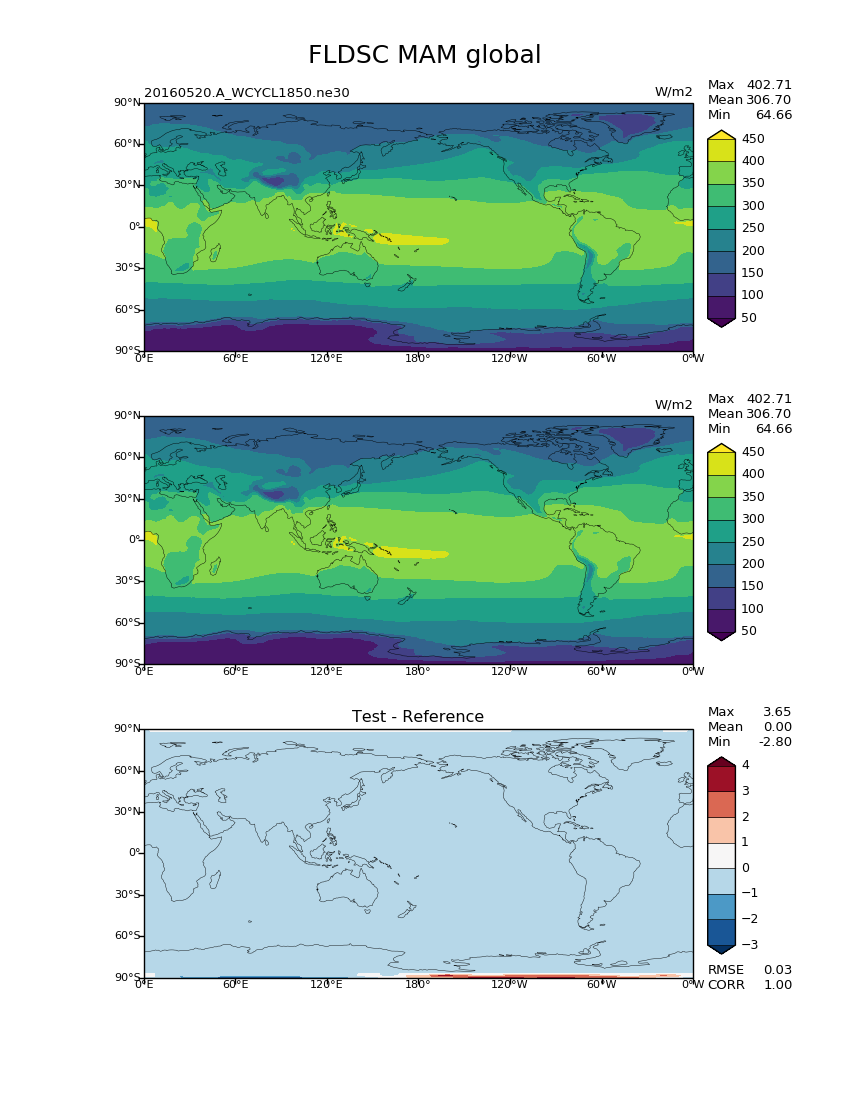 FLDSC MAM global
20160520.A_WCYCL1850.ne30 W/m2
Max 402.71
Mean 306.70
Min 64.66
90°N
60°N
30°N
0°
30°S
60°S
90°S
0°E 60°E 120°E 180° 120°W 60°W 0°W
450
400
350
300
250
200
150
100
50
W/m2
Max 402.71
Mean 306.70
Min 64.66
90°N
60°N
30°N
0°
30°S
60°S
90°S
0°E 60°E 120°E 180° 120°W 60°W 0°W
450
400
350
300
250
200
150
100
50
Test - Reference
Max 3.65
Mean 0.00
Min -2.80
90°N
60°N
30°N
0°
30°S
60°S
90°S
0°E 60°E 120°E 180° 120°W 60°W 0°W
4
3
2
1
0
−1
−2
−3
RMSE 0.03
CORR 1.00